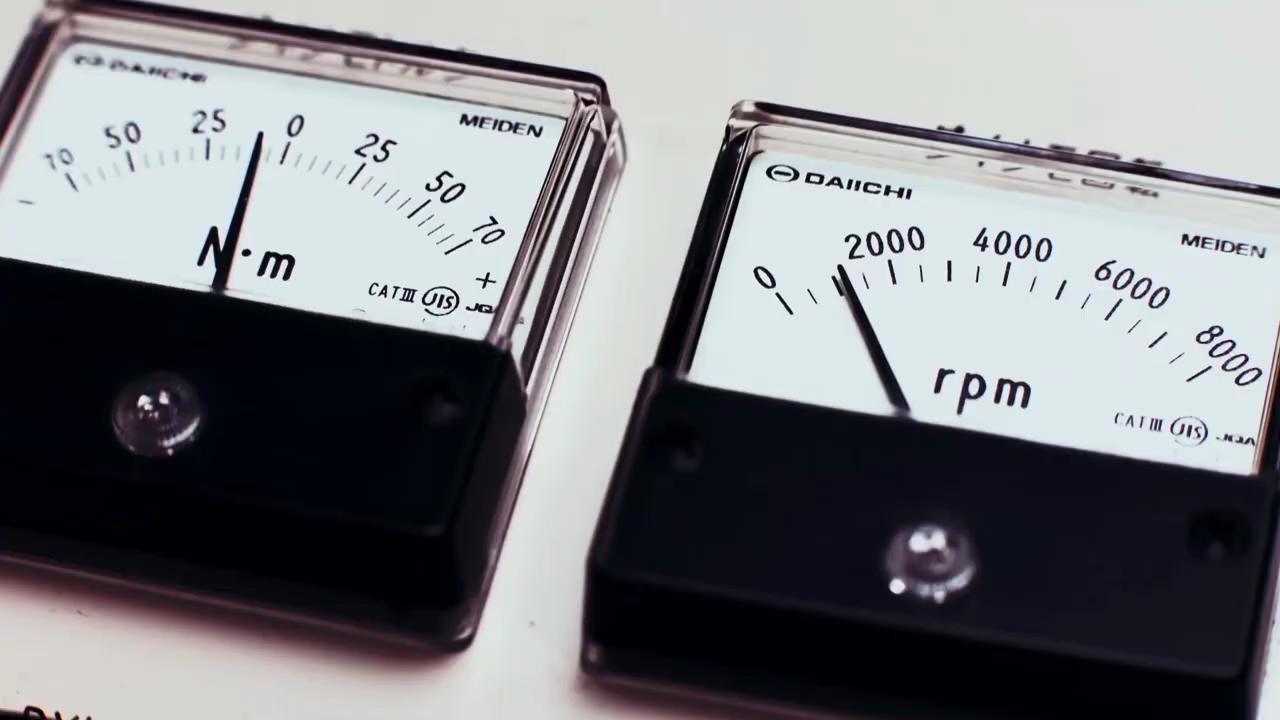 DAIICHI
MEIDEN
70 50 25 0 25 50 70
N·m
− +
CAT III JIS JQA
DAIICHI
MEIDEN
0 2000 4000 6000 8000
rpm
CAT III JIS JQA